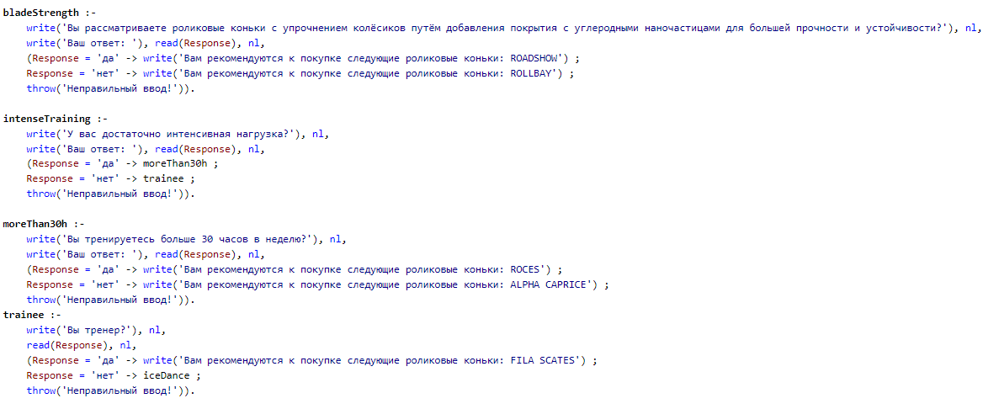 bladeStrength :-
    write('Вы рассматриваете роликовые коньки с упрочнением колёсиков путём добавления покрытия с углеродными наночастицами для большей прочности и устойчивости?'), nl,
    write('Ваш ответ: '), read(Response), nl,
    (Response = 'да' -> write('Вам рекомендуются к покупке следующие роликовые коньки: ROADSHOW') ;
    Response = 'нет' -> write('Вам рекомендуются к покупке следующие роликовые коньки: ROLLBAY') ;
    throw('Неправильный ввод!')).

intenseTraining :-
    write('У вас достаточно интенсивная нагрузка?'), nl,
    write('Ваш ответ: '), read(Response), nl,
    (Response = 'да' -> moreThan30h ;
    Response = 'нет' -> trainee ;
    throw('Неправильный ввод!')).

moreThan30h :-
    write('Вы тренируетесь больше 30 часов в неделю?'), nl,
    write('Ваш ответ: '), read(Response), nl,
    (Response = 'да' -> write('Вам рекомендуются к покупке следующие роликовые коньки: ROCES') ;
    Response = 'нет' -> write('Вам рекомендуются к покупке следующие роликовые коньки: ALPHA CAPRICE') ;
    throw('Неправильный ввод!')).
trainee :-
    write('Вы тренер?'), nl,
    read(Response), nl,
    (Response = 'да' -> write('Вам рекомендуются к покупке следующие роликовые коньки: FILA SCATES') ;
    Response = 'нет' -> iceDance ;
    throw('Неправильный ввод!')).